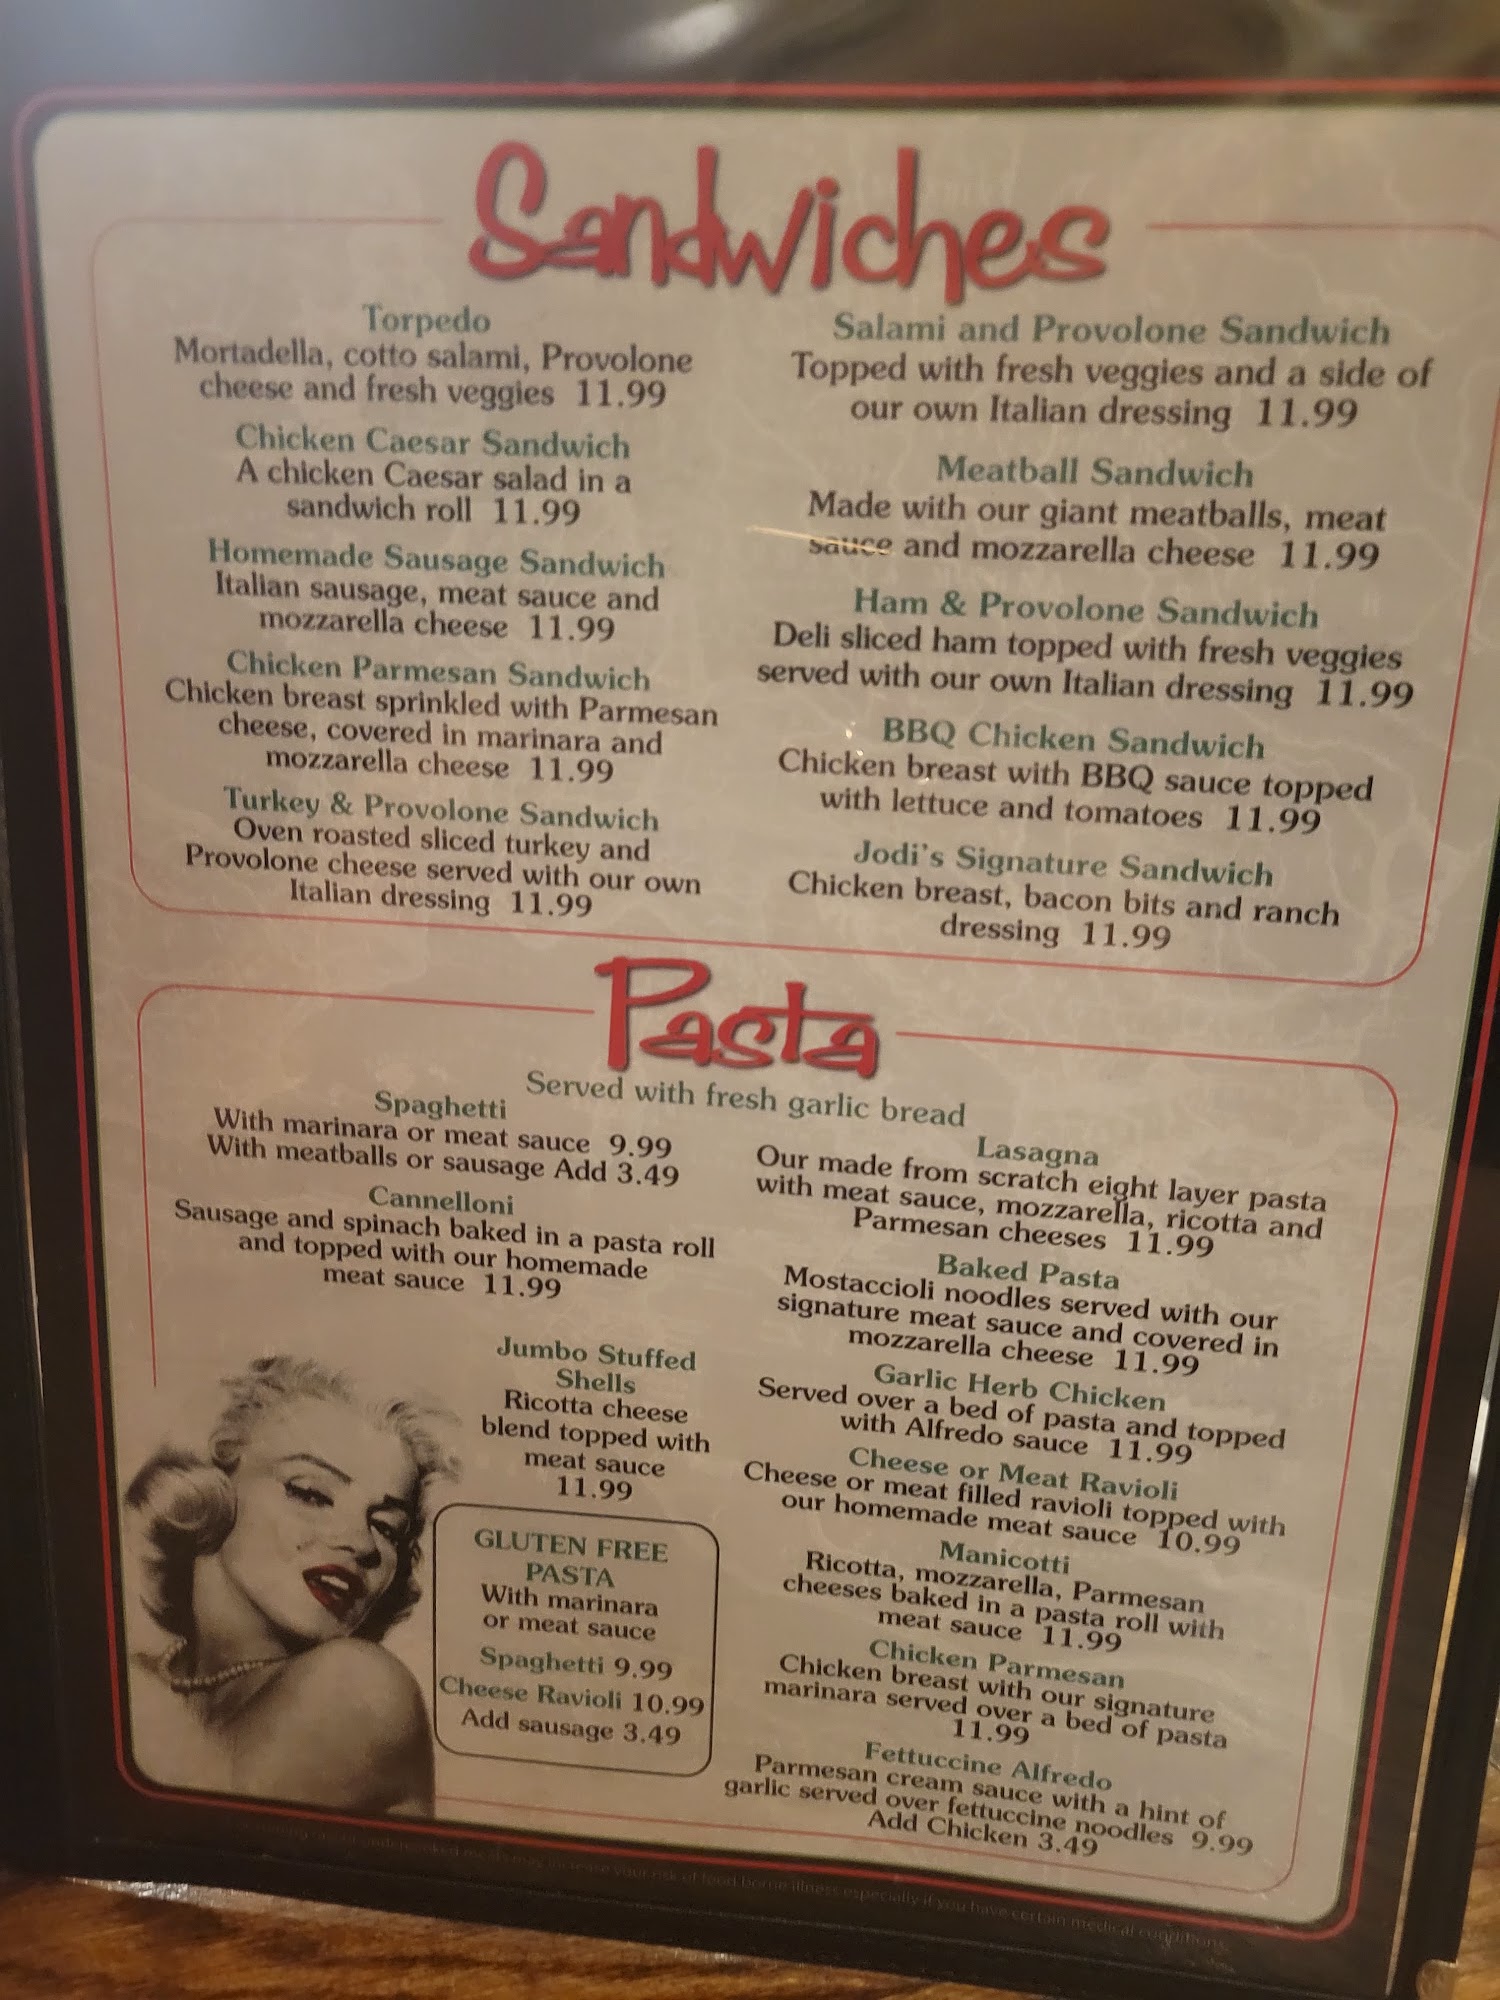 Sandwiches
Torpedo
Mortadella, cotto salami, Provolone
cheese and fresh veggies 11.99
Chicken Caesar Sandwich
A chicken Caesar salad in a
sandwich roll 11.99
Homemade Sausage Sandwich
Italian sausage, meat sauce and
mozzarella cheese 11.99
Chicken Parmesan Sandwich
Chicken breast sprinkled with Parmesan
cheese, covered in marinara and
mozzarella cheese 11.99
Turkey & Provolone Sandwich
Oven roasted sliced turkey and
Provolone cheese served with our own
Italian dressing 11.99
Salami and Provolone Sandwich
Topped with fresh veggies and a side of
our own Italian dressing 11.99
Meatball Sandwich
Made with our giant meatballs, meat
sauce and mozzarella cheese 11.99
Ham & Provolone Sandwich
Deli sliced ham topped with fresh veggies
served with our own Italian dressing 11.99
BBQ Chicken Sandwich
Chicken breast with BBQ sauce topped
with lettuce and tomatoes 11.99
Jodi's Signature Sandwich
Chicken breast, bacon bits and ranch
dressing 11.99
Pasta
Served with fresh garlic bread
Spaghetti
With marinara or meat sauce 9.99
With meatballs or sausage Add 3.49
Cannelloni
Sausage and spinach baked in a pasta roll
and topped with our homemade
meat sauce 11.99
Jumbo Stuffed
Shells
Ricotta cheese
blend topped with
meat sauce
11.99
GLUTEN FREE
PASTA
With marinara
or meat sauce
Spaghetti 9.99
Cheese Ravioli 10.99
Add sausage 3.49
Lasagna
Our made from scratch eight layer pasta
with meat sauce, mozzarella, ricotta and
Parmesan cheeses 11.99
Baked Pasta
Mostaccioli noodles served with our
signature meat sauce and covered in
mozzarella cheese 11.99
Garlic Herb Chicken
Served over a bed of pasta and topped
with Alfredo sauce 11.99
Cheese or Meat Ravioli
Cheese or meat filled ravioli topped with
our homemade meat sauce 10.99
Manicotti
Ricotta, mozzarella, Parmesan
cheeses baked in a pasta roll with
meat sauce 11.99
Chicken Parmesan
Chicken breast with our signature
marinara served over a bed of pasta
11.99
Fettuccine Alfredo
Parmesan cream sauce with a hint of
garlic served over fettuccine noodles 9.99
Add Chicken 3.49
may increase your risk of food borne illness especially if you have certain medical conditions